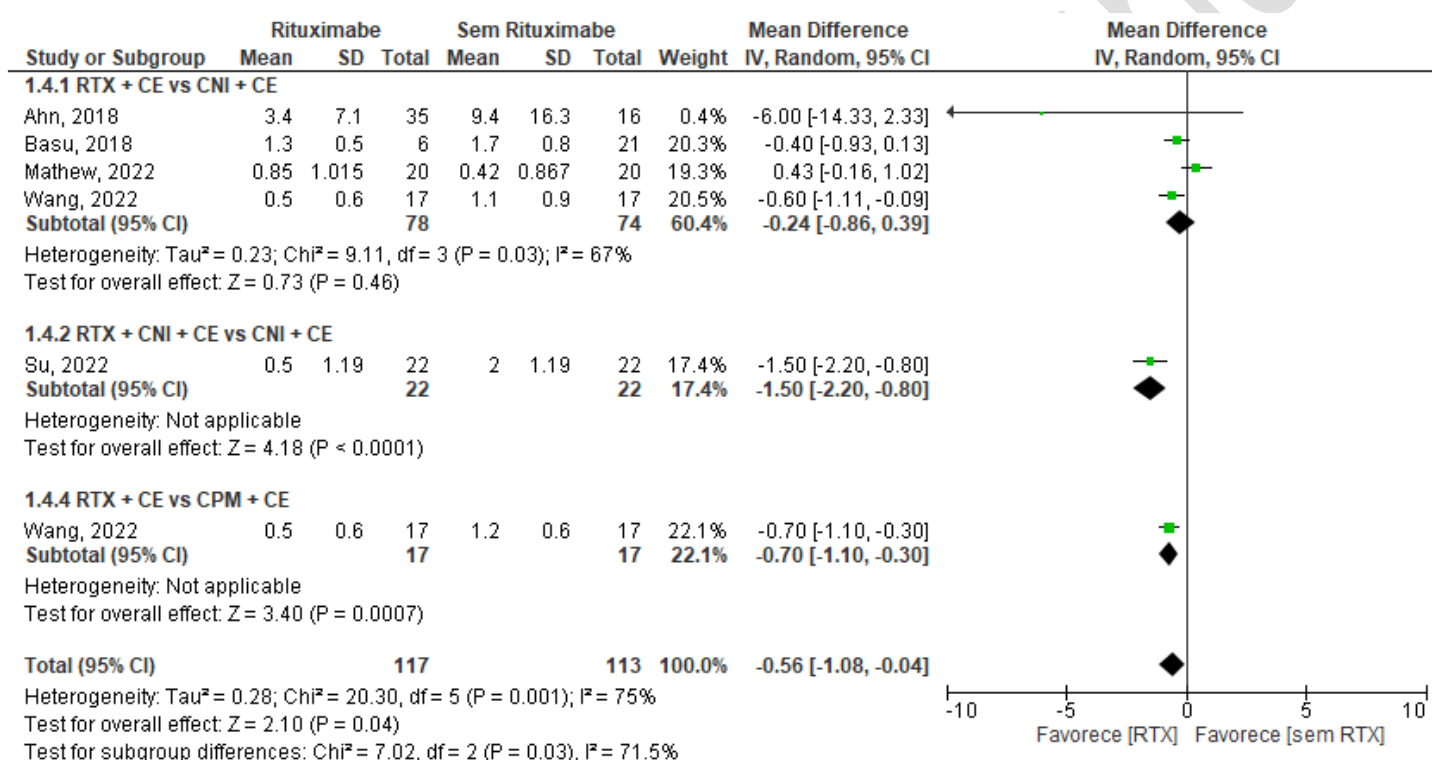 Rituximabe Sem Rituximabe Mean Difference Mean Difference
Study or Subgroup Mean SD Total Mean SD Total Weight IV, Random, 95% CI IV, Random, 95% CI
1.4.1 RTX + CE vs CNI + CE
Ahn, 2018 3.4 7.1 35 9.4 16.3 16 0.4% -6.00 [-14.33, 2.33]
Basu, 2018 1.3 0.5 6 1.7 0.8 21 20.3% -0.40 [-0.93, 0.13]
Mathew, 2022 0.85 1.015 20 0.42 0.867 20 19.3% 0.43 [-0.16, 1.02]
Wang, 2022 0.5 0.6 17 1.1 0.9 17 20.5% -0.60 [-1.11, -0.09]
Subtotal (95% CI) 78 74 60.4% -0.24 [-0.86, 0.39]
Heterogeneity: Tau² = 0.23; Chi² = 9.11, df = 3 (P = 0.03); I² = 67%
Test for overall effect: Z = 0.73 (P = 0.46)
1.4.2 RTX + CNI + CE vs CNI + CE
Su, 2022 0.5 1.19 22 2 1.19 22 17.4% -1.50 [-2.20, -0.80]
Subtotal (95% CI) 22 22 17.4% -1.50 [-2.20, -0.80]
Heterogeneity: Not applicable
Test for overall effect: Z = 4.18 (P < 0.0001)
1.4.4 RTX + CE vs CPM + CE
Wang, 2022 0.5 0.6 17 1.2 0.6 17 22.1% -0.70 [-1.10, -0.30]
Subtotal (95% CI) 17 17 22.1% -0.70 [-1.10, -0.30]
Heterogeneity: Not applicable
Test for overall effect: Z = 3.40 (P = 0.0007)
Total (95% CI) 117 113 100.0% -0.56 [-1.08, -0.04]
Heterogeneity: Tau² = 0.28; Chi² = 20.30, df = 5 (P = 0.001); I² = 75%
Test for overall effect: Z = 2.10 (P = 0.04)
Test for subgroup differences: Chi² = 7.02, df = 2 (P = 0.03), I² = 71.5%
-10 -5 0 5 10
Favorece [RTX] Favorece [sem RTX]